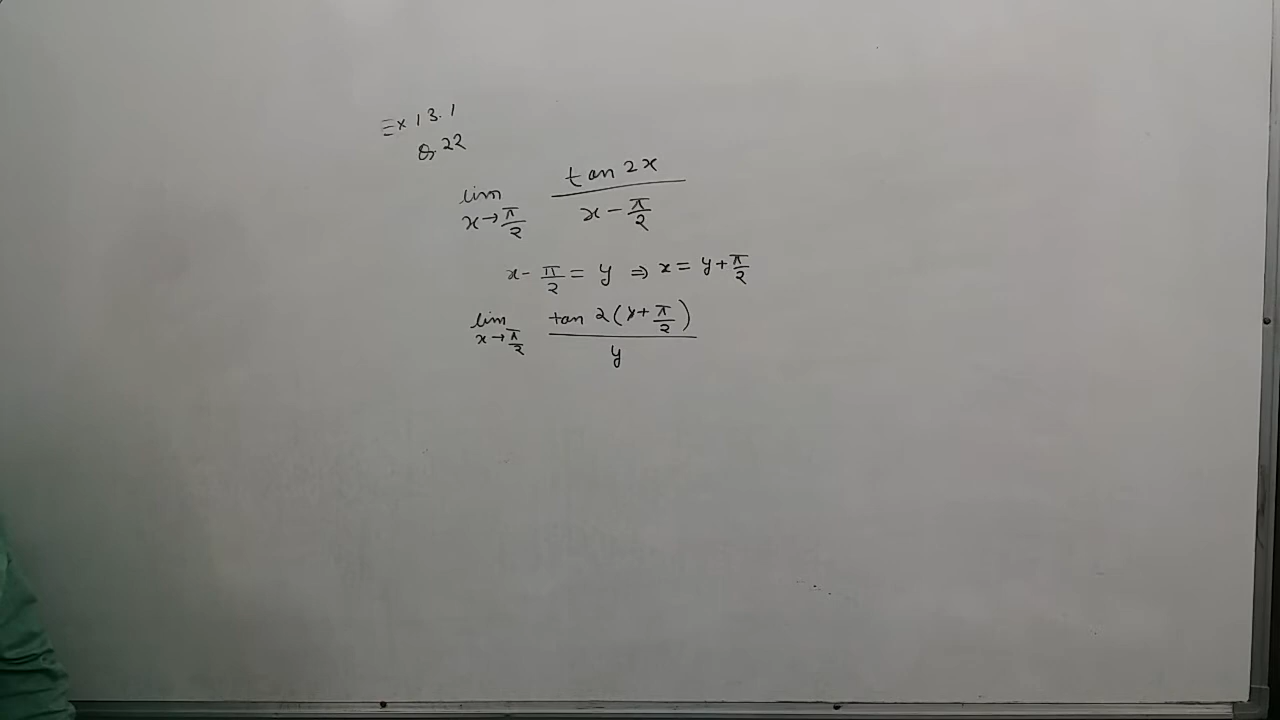 Ex 13.1
Q 22
lim x→π/2 tan 2x / x - π/2
x - π/2 = y ⇒ x = y + π/2
lim x→π/2 tan 2(y + π/2) / y